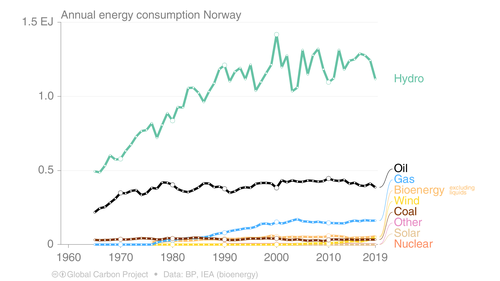 Annual energy consumption Norway
1.5 EJ
1.0
0.5
0
1960
1970
1980
1990
2000
2010
2019
Hydro
Oil
Gas
Bioenergy excluding liquids
Wind
Coal
Other
Solar
Nuclear
Global Carbon Project • Data: BP, IEA (bioenergy)